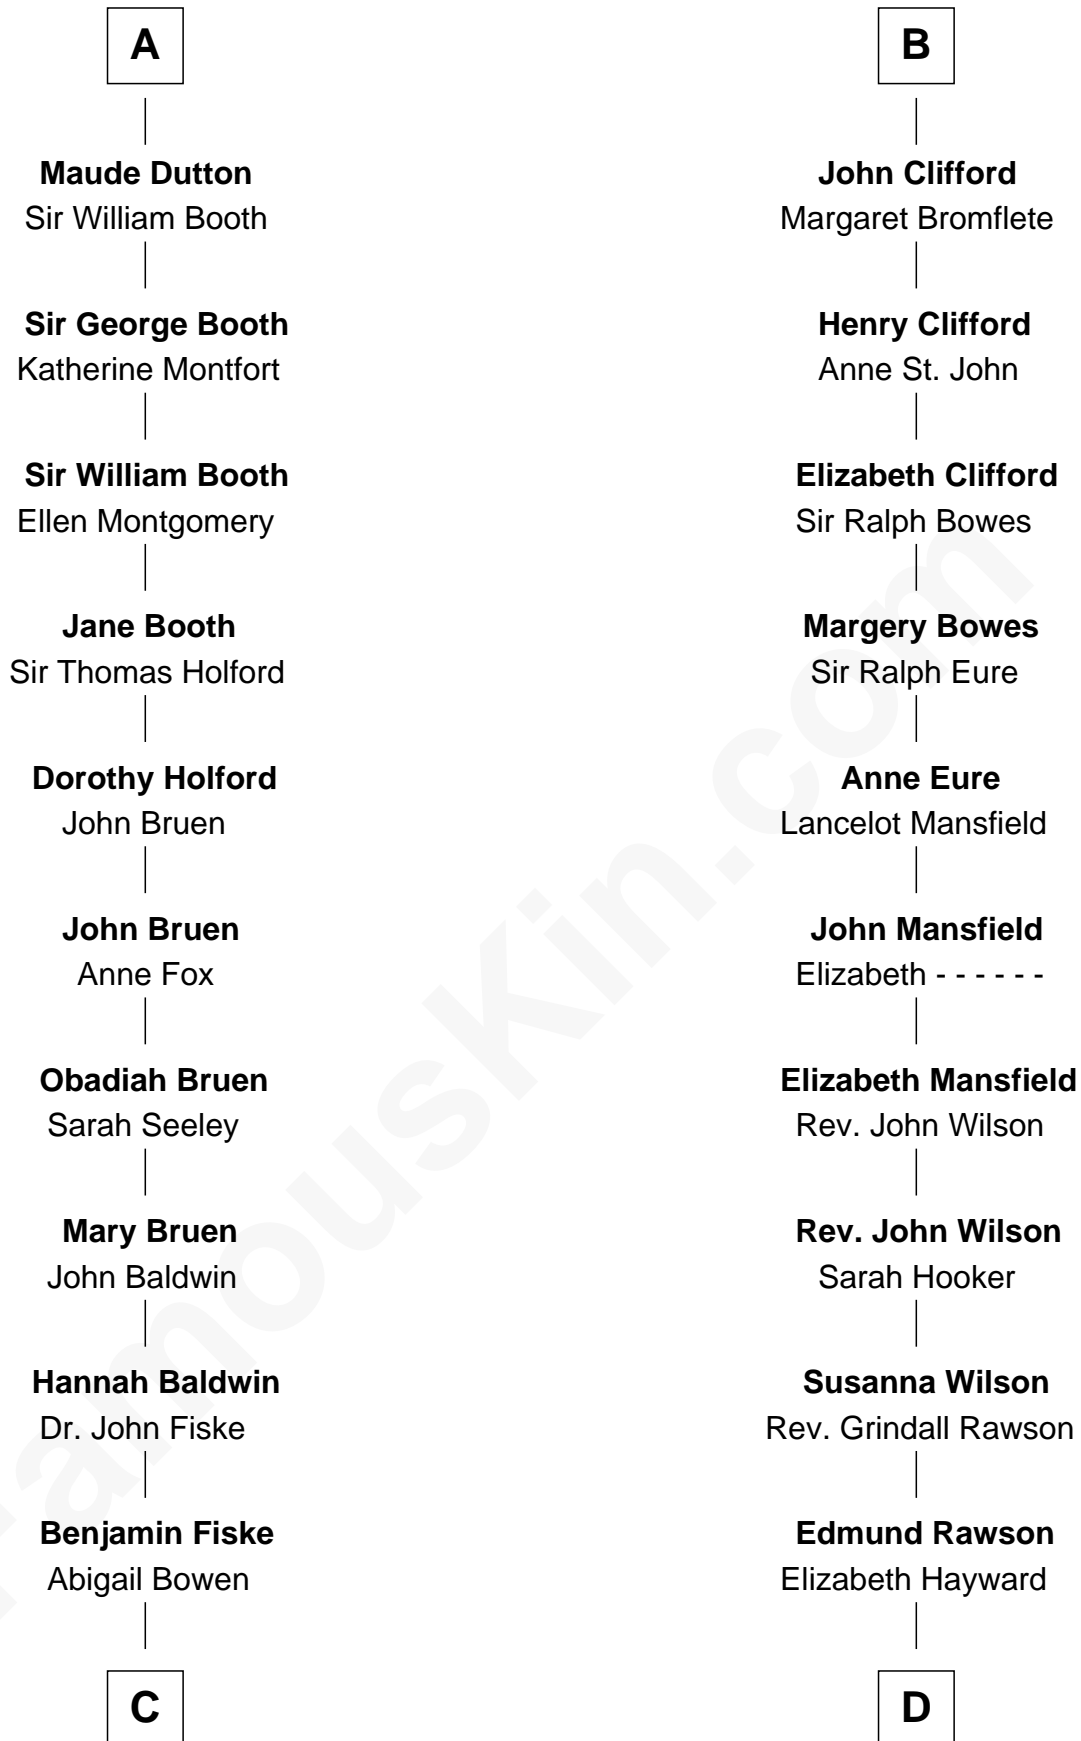 A
Maude Dutton
Sir William Booth
Sir George Booth
Katherine Montfort
Sir William Booth
Ellen Montgomery
Jane Booth
Sir Thomas Holford
Dorothy Holford
John Bruen
John Bruen
Anne Fox
Obadiah Bruen
Sarah Seeley
Mary Bruen
John Baldwin
Hannah Baldwin
Dr. John Fiske
Benjamin Fiske
Abigail Bowen
C
B
John Clifford
Margaret Bromflete
Henry Clifford
Anne St. John
Elizabeth Clifford
Sir Ralph Bowes
Margery Bowes
Sir Ralph Eure
Anne Eure
Lancelot Mansfield
John Mansfield
Elizabeth - - - - - -
Elizabeth Mansfield
Rev. John Wilson
Rev. John Wilson
Sarah Hooker
Susanna Wilson
Rev. Grindall Rawson
Edmund Rawson
Elizabeth Hayward
D
FamousKin.com